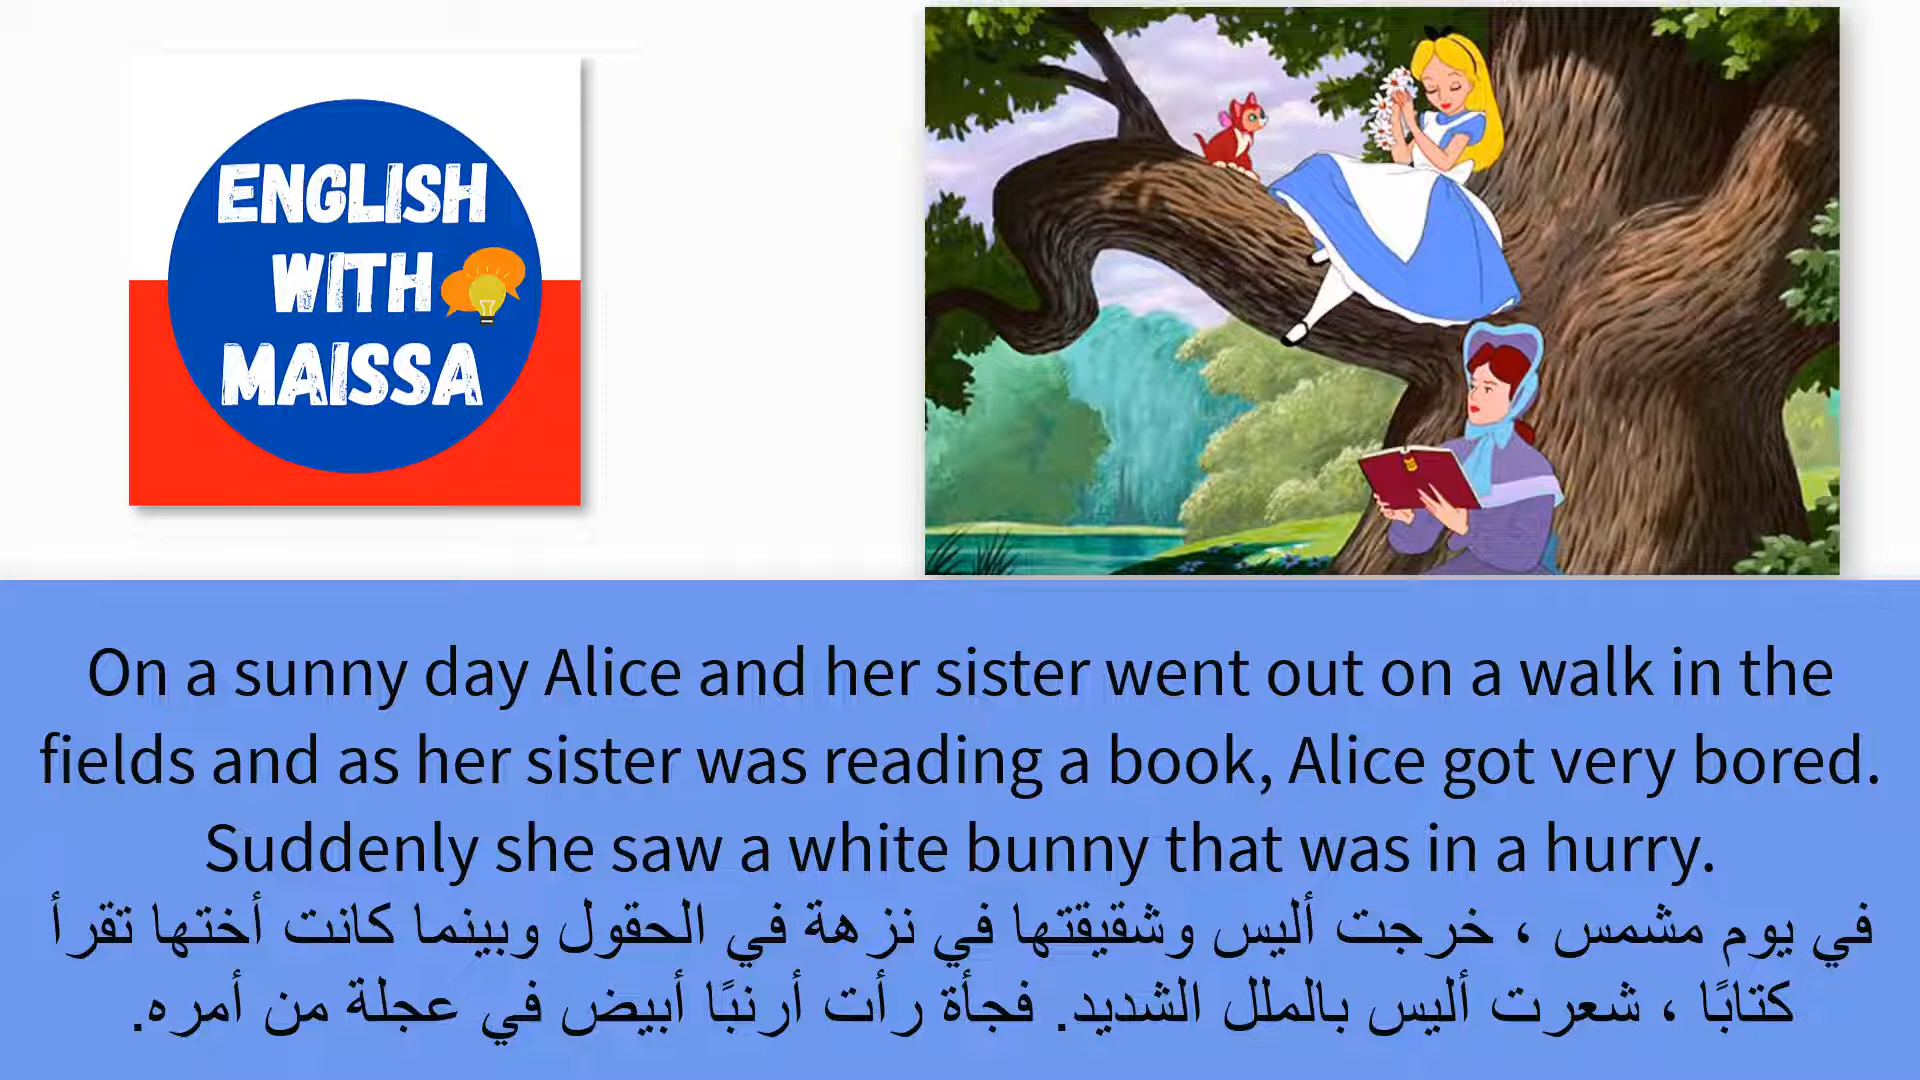 ENGLISH
WITH
MAISSA
On a sunny day Alice and her sister went out on a walk in the
fields and as her sister was reading a book, Alice got very bored.
Suddenly she saw a white bunny that was in a hurry.
في يوم مشمس ، خرجت أليس وشقيقتها في نزهة في الحقول وبينما كانت أختها تقرأ
كتابًا ، شعرت أليس بالملل الشديد. فجأة رأت أرنبًا أبيض في عجلة من أمره.